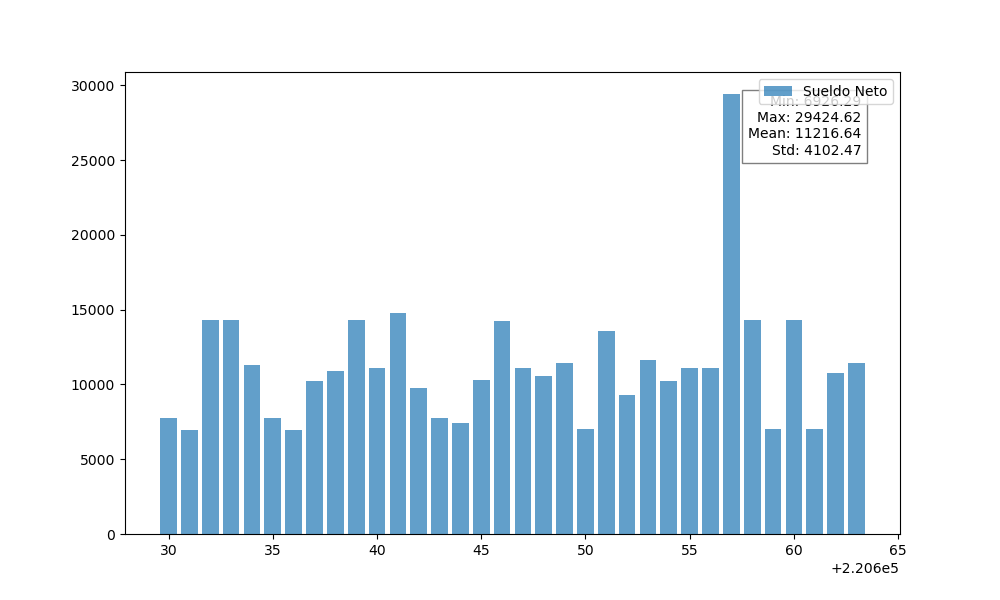 30000
25000
20000
15000
10000
5000
0
Sueldo Neto
Min: 6926.29
Max: 29424.62
Mean: 11216.64
Std: 4102.47
30 35 40 45 50 55 60 65
+2.206e5